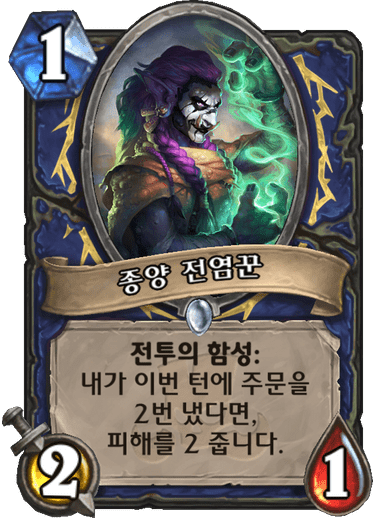 1
종양 전염꾼
전투의 함성:
내가 이번 턴에 주문을
2번 냈다면,
피해를 2 줍니다.
2
1